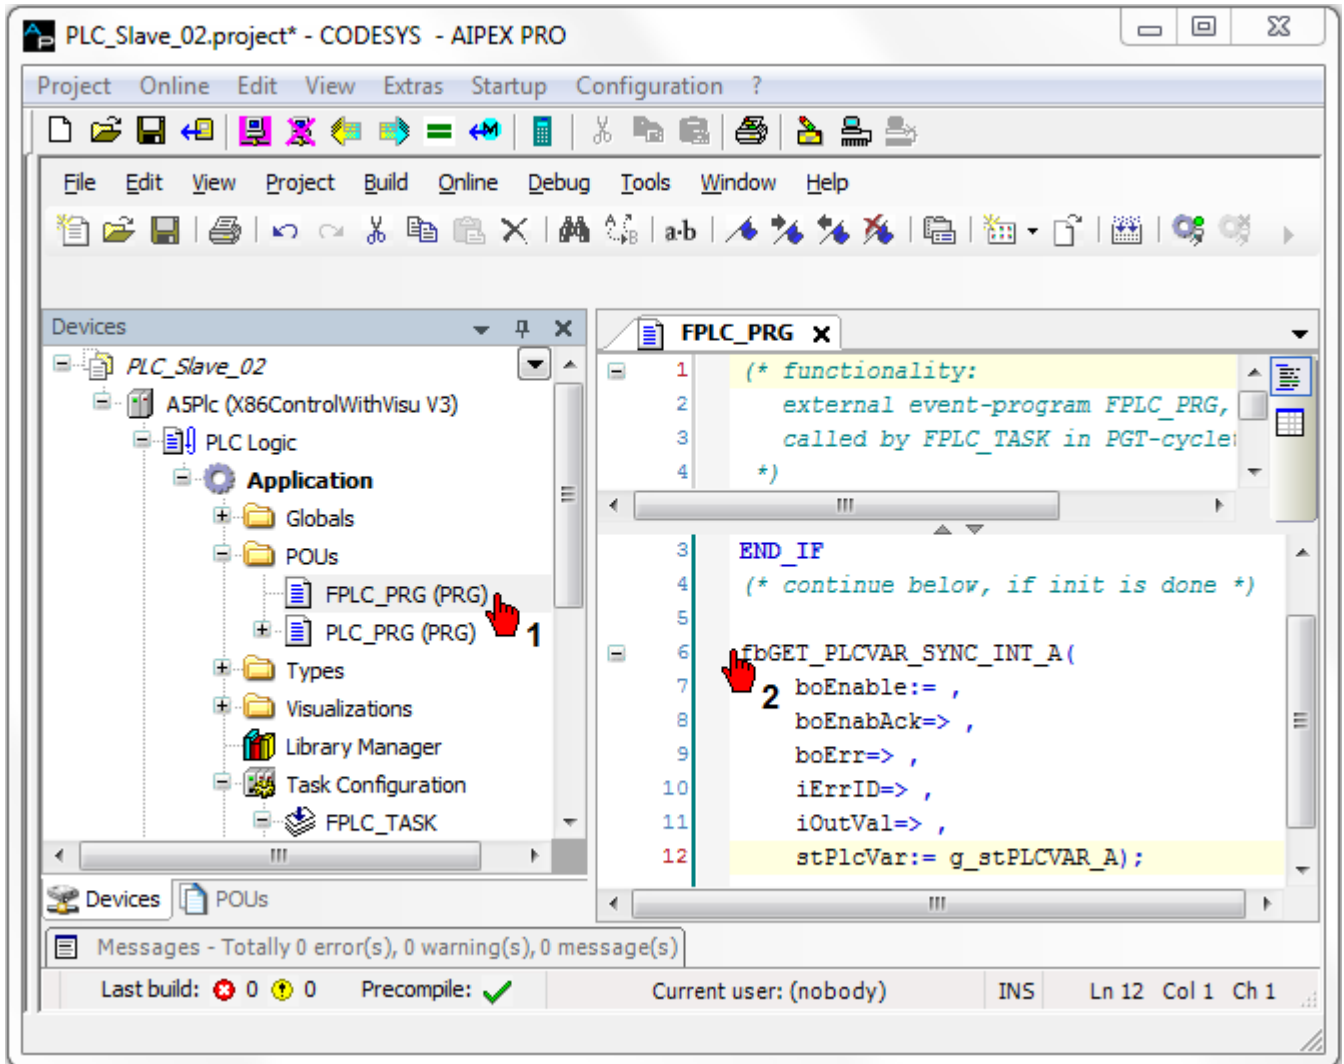 PLC_Slave_02.project* - CODESYS - AIPEX PRO
Project Online Edit View Extras Startup Configuration ?
File Edit View Project Build Online Debug Tools Window Help
a·b
Devices
PLC_Slave_02
A5Plc (X86ControlWithVisu V3)
PLC Logic
Application
Globals
POUs
FPLC_PRG (PRG)
1
PLC_PRG (PRG)
Types
Visualizations
Library Manager
Task Configuration
FPLC_TASK
Devices POUs
FPLC_PRG
1 (* functionality:
2 external event-program FPLC_PRG,
3 called by FPLC_TASK in PGT-cyclet
4 *)
3 END_IF
4 (* continue below, if init is done *)
5
6 fbGET_PLCVAR_SYNC_INT_A(
2
7 boEnable:= ,
8 boEnabAck=> ,
9 boErr=> ,
10 iErrID=> ,
11 iOutVal=> ,
12 stPlcVar:= g_stPLCVAR_A);
Messages - Totally 0 error(s), 0 warning(s), 0 message(s)
Last build: 0 0 Precompile: Current user: (nobody) INS Ln 12 Col 1 Ch 1